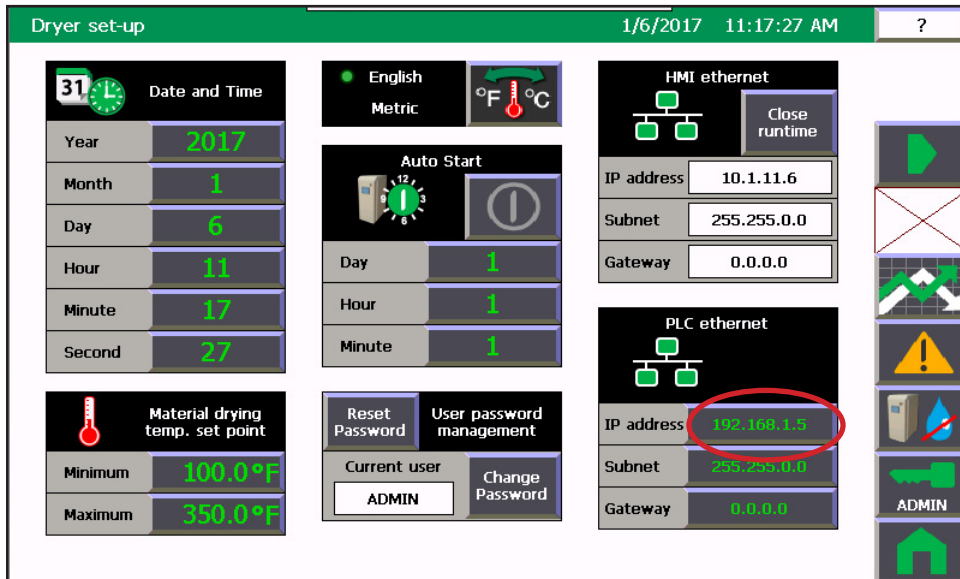 Dryer set-up
1/6/2017 11:17:27 AM
?
31
Date and Time
Year 2017
Month 1
Day 6
Hour 11
Minute 17
Second 27
Material drying
temp. set point
Minimum 100.0°F
Maximum 350.0°F
English
Metric
°F °C
Auto Start
12
9 3
6
Day 1
Hour 1
Minute 1
Reset
Password
User password
management
Current user
ADMIN
Change
Password
HMI ethernet
Close
runtime
IP address 10.1.11.6
Subnet 255.255.0.0
Gateway 0.0.0.0
PLC ethernet
IP address 192.168.1.5
Subnet 255.255.0.0
Gateway 0.0.0.0
ADMIN